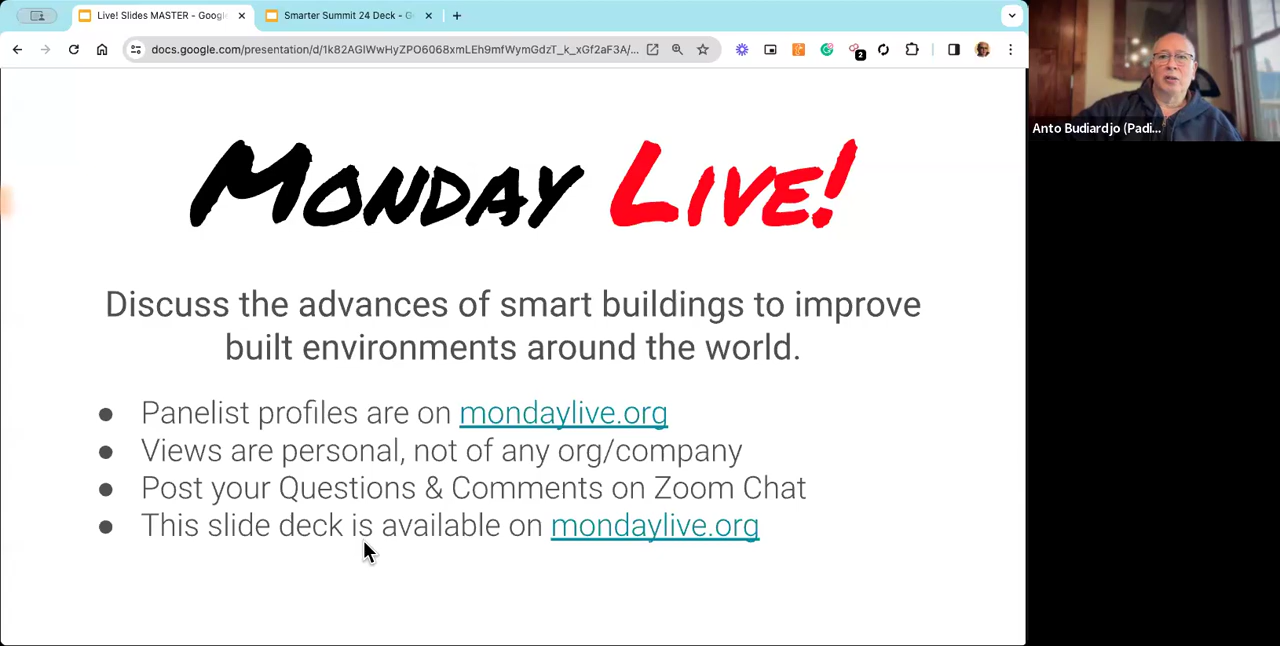 Live! Slides MASTER - Google
Smarter Summit 24 Deck - G
docs.google.com/presentation/d/1k82AGlWwHyZPO6068xmLEh9mfWymGdzT_k_xGf2aF3A/...
2
Anto Budiardjo (Padi...
Monday Live!
Discuss the advances of smart buildings to improve
built environments around the world.
● Panelist profiles are on mondaylive.org
● Views are personal, not of any org/company
● Post your Questions & Comments on Zoom Chat
● This slide deck is available on mondaylive.org